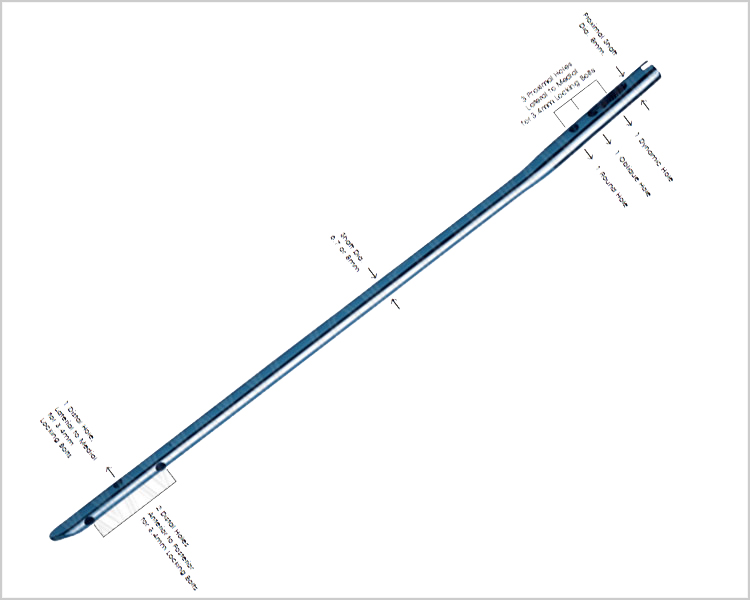 Proximal Shaft
Dia. 8mm
3 Proximal Holes
Lateral to Medial
for 3.4mm Locking Bolts
1 Dynamic Hole
1 Oblique Hole
1 Round Hole
Shaft Dia.
6, 7 or 8mm
1 Distal Hole,
Lateral to Medial
for 3.4mm
Locking Bolts
2 Distal Holes
Anterior to Posterior
for 3.4mm Locking Bolts